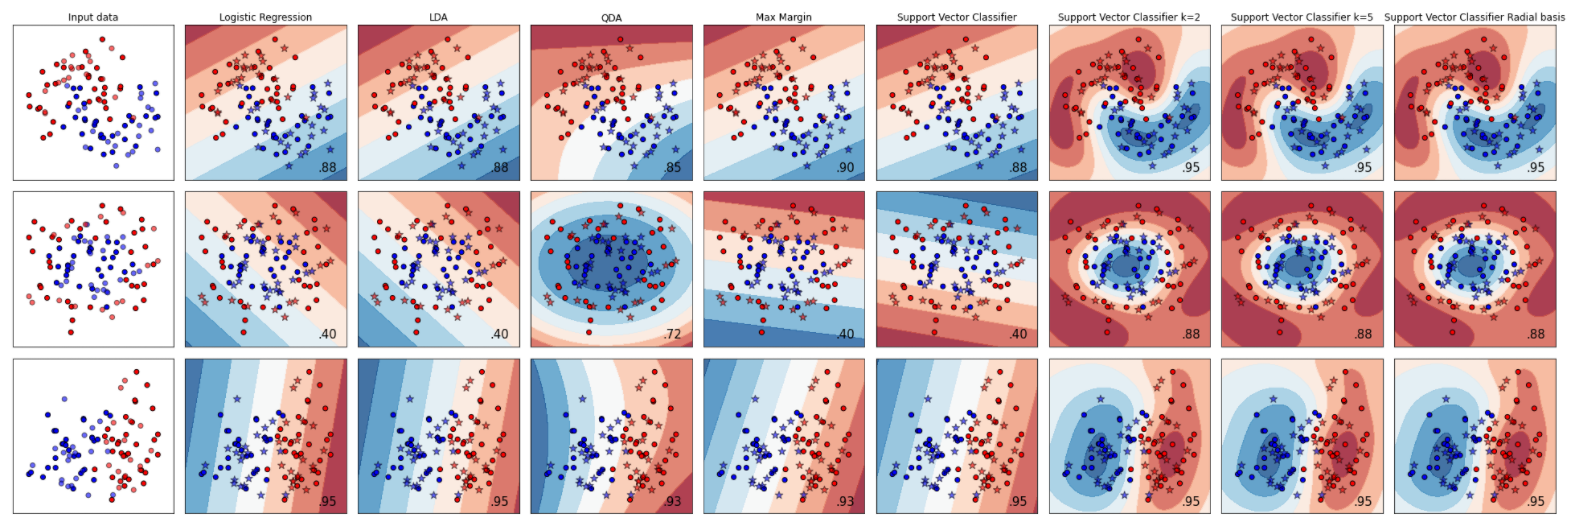 Input data
Logistic Regression
LDA
QDA
Max Margin
Support Vector Classifier
Support Vector Classifier k=2
Support Vector Classifier k=5
Support Vector Classifier Radial basis
.88
.88
.85
.90
.88
.95
.95
.95
.40
.40
.72
.40
.40
.88
.88
.88
.95
.95
.93
.93
.95
.95
.95
.95